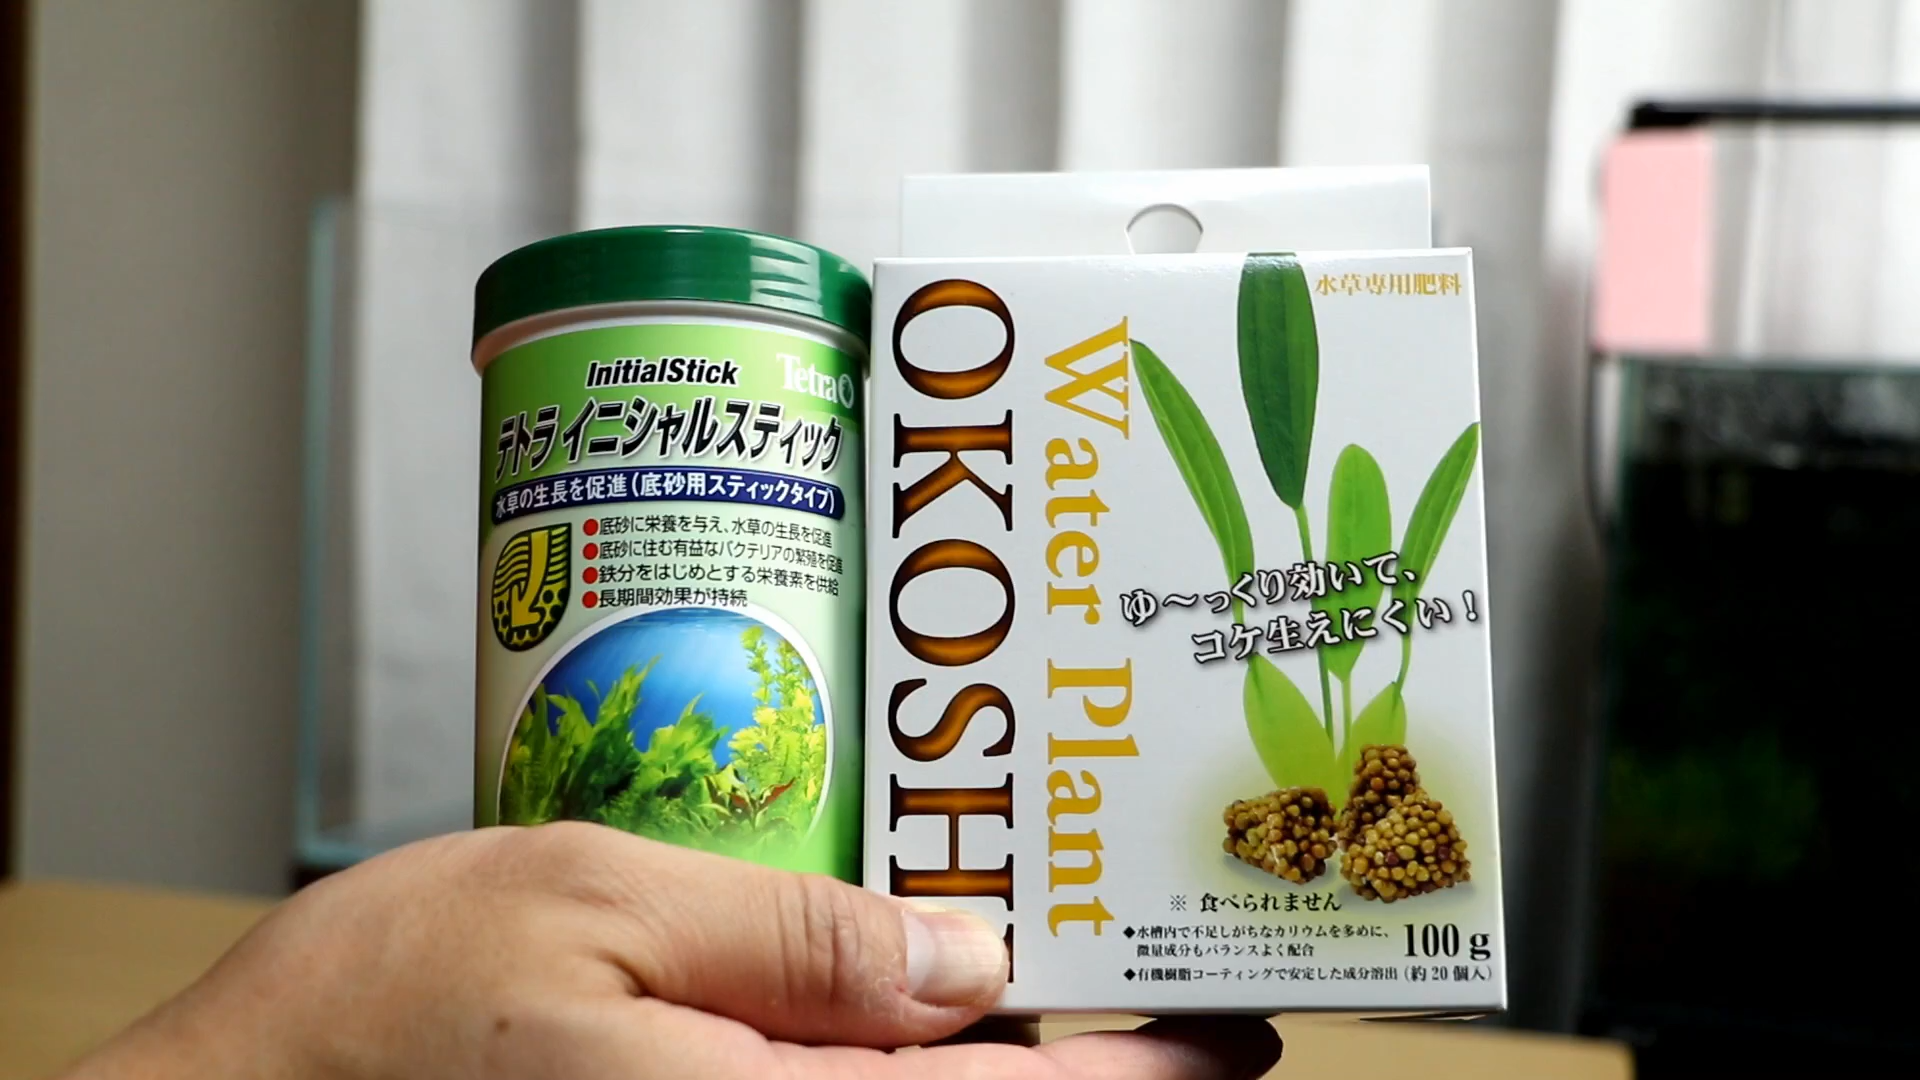 InitialStick
Tetra
テトラ イニシャルスティック
水草の生長を促進(底砂用スティックタイプ)
●底砂に栄養を与え、水草の生長を促進
●底砂に住む有益なバクテリアの繁殖を促進
●鉄分をはじめとする栄養素を供給
●長期間効果が持続
OKOSHI
Water Plant
水草専用肥料
ゆ〜っくり効いて、
コケ生えにくい!
※ 食べられません
◆水槽内で不足しがちなカリウムを多めに、
微量成分もバランスよく配合
◆有機樹脂コーティングで安定した成分溶出
100g
(約20個入)